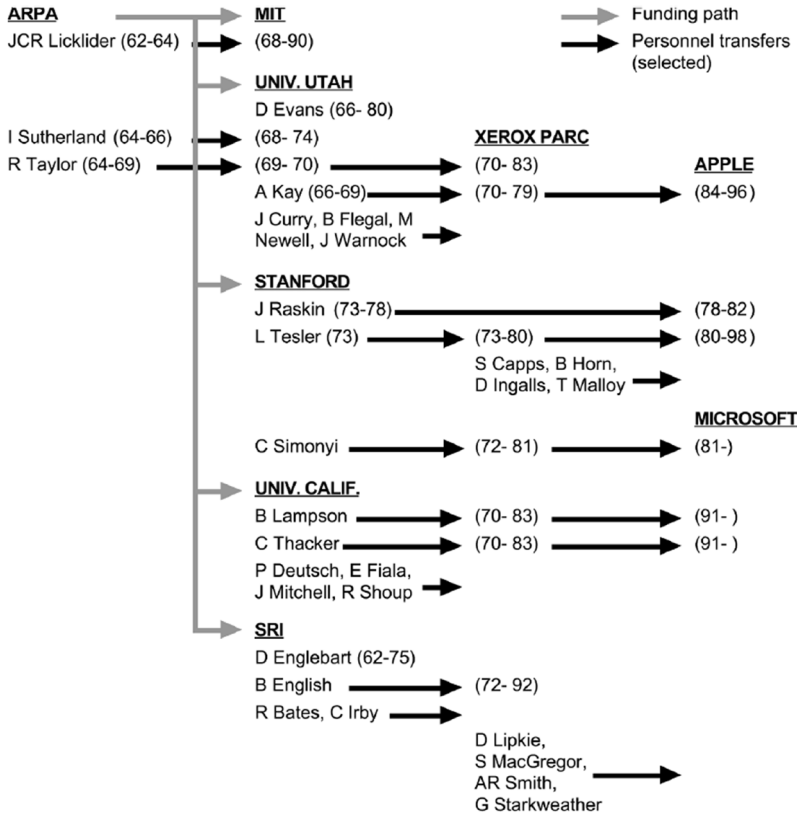 ARPA MIT Funding path
JCR Licklider (62-64) (68-90) Personnel transfers
(selected)
UNIV. UTAH
D Evans (66- 80)
I Sutherland (64-66) (68- 74) XEROX PARC
R Taylor (64-69) (69- 70) (70- 83) APPLE
A Kay (66-69) (70- 79) (84-96)
J Curry, B Flegal, M
Newell, J Warnock
STANFORD
J Raskin (73-78) (78-82)
L Tesler (73) (73-80) (80-98)
S Capps, B Horn,
D Ingalls, T Malloy
MICROSOFT
C Simonyi (72- 81) (81-)
UNIV. CALIF.
B Lampson (70- 83) (91- )
C Thacker (70- 83) (91- )
P Deutsch, E Fiala,
J Mitchell, R Shoup
SRI
D Englebart (62-75)
B English (72- 92)
R Bates, C Irby
D Lipkie,
S MacGregor,
AR Smith,
G Starkweather